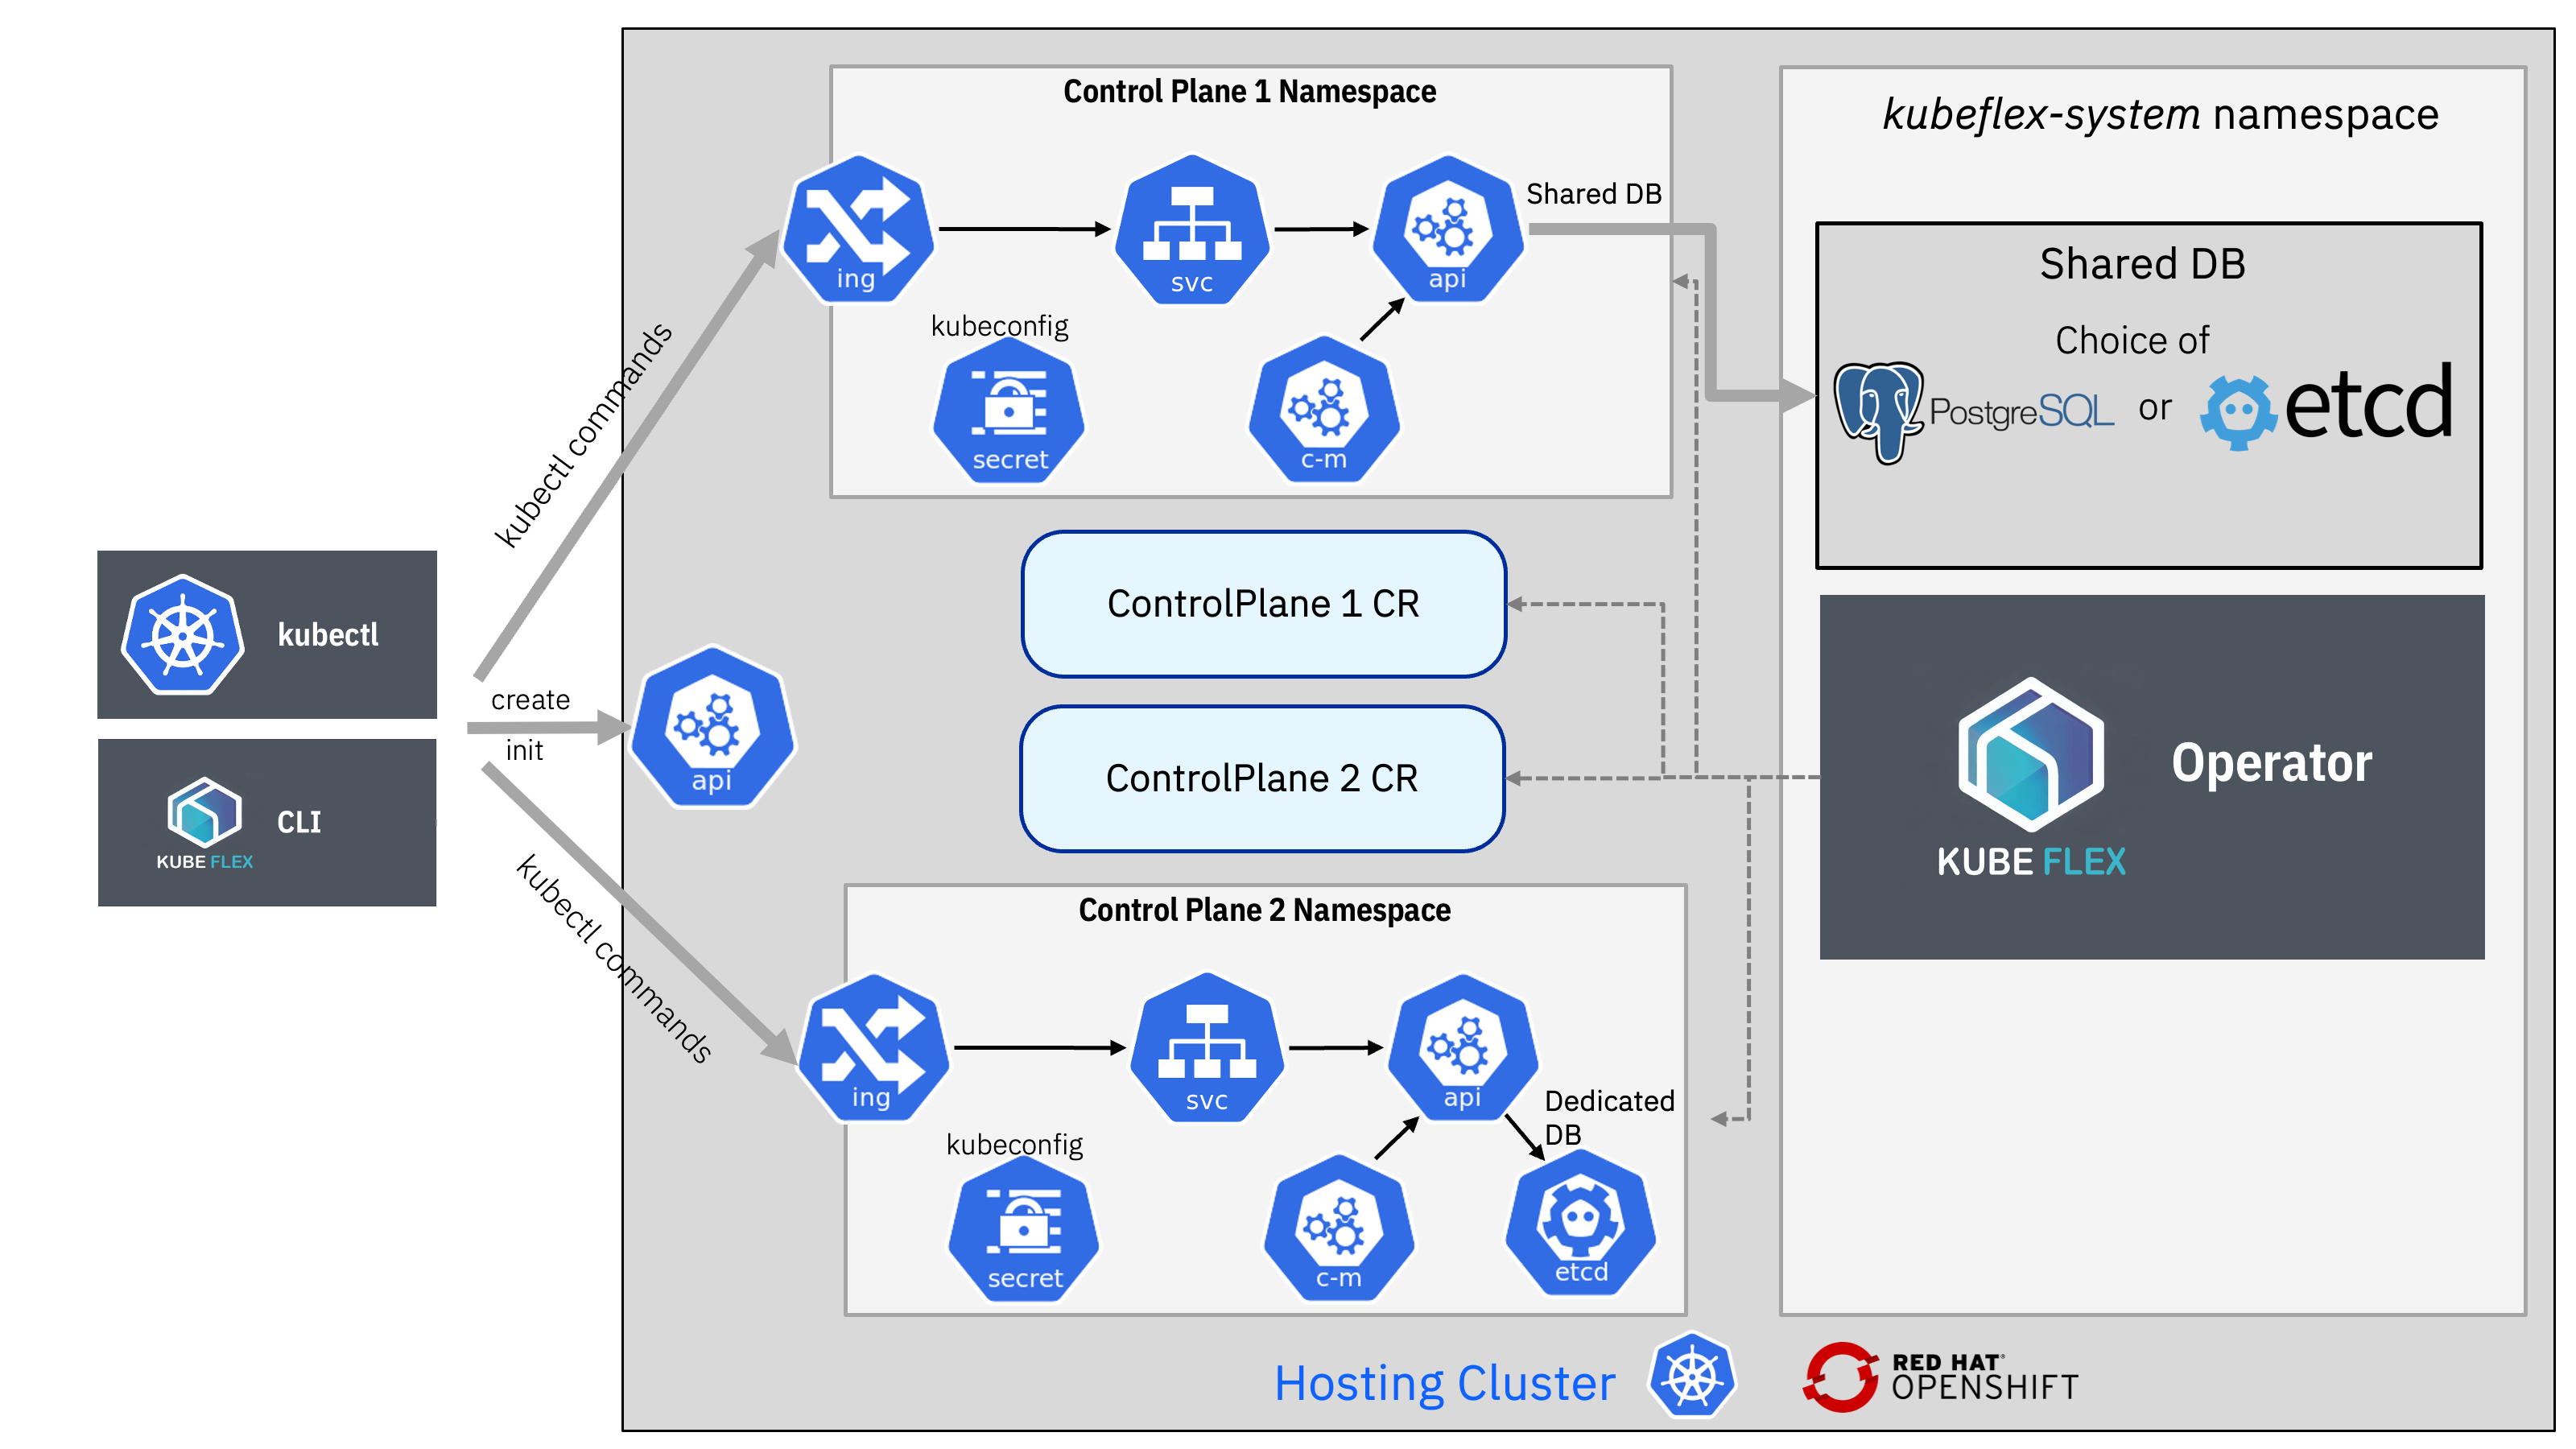 Control Plane 1 Namespace
ing
svc
api
Shared DB
kubeconfig
secret
c-m
kubectl commands
kubeflex-system namespace
Shared DB
Choice of
PostgreSQL or etcd
ControlPlane 1 CR
ControlPlane 2 CR
kubectl
create
init
CLI
KUBE FLEX
api
kubectl commands
Operator
KUBE FLEX
Control Plane 2 Namespace
ing
svc
api
Dedicated
DB
kubeconfig
secret
c-m
etcd
Hosting Cluster
RED HAT®
OPENSHIFT